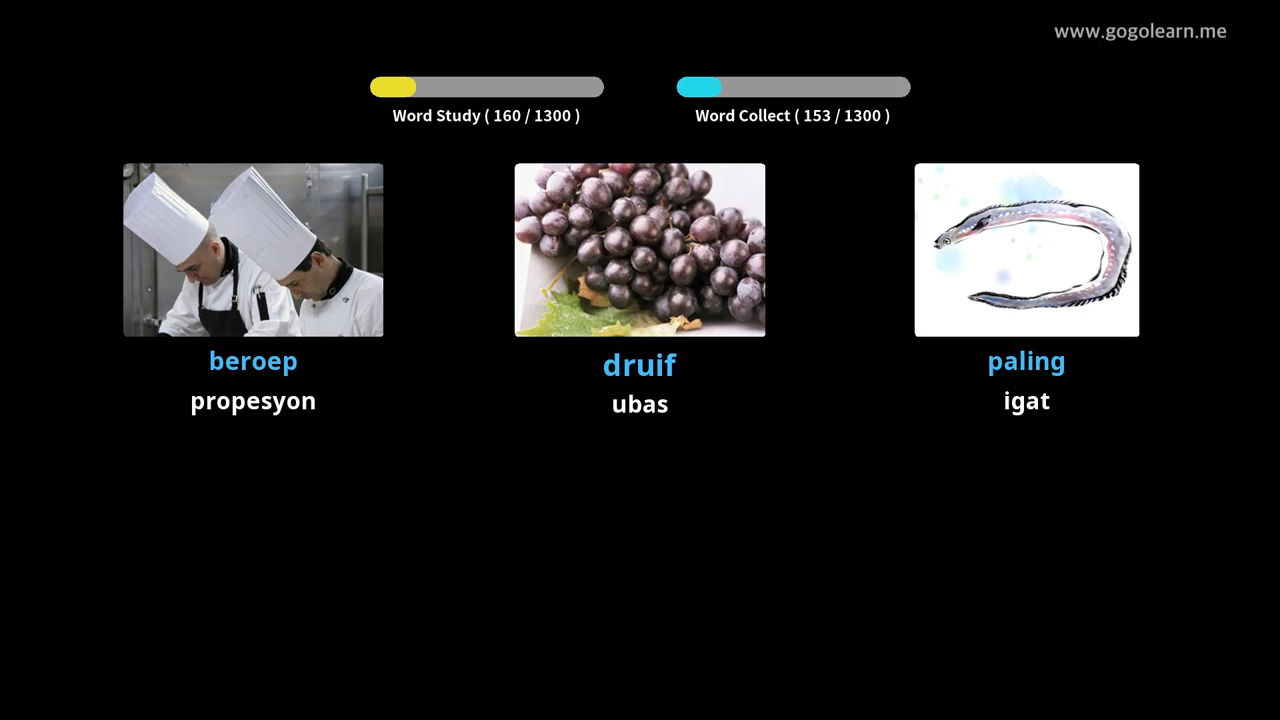 www.gogolearn.me
Word Study ( 160 / 1300 )
Word Collect ( 153 / 1300 )
beroep
druif
paling
propesyon
ubas
igat